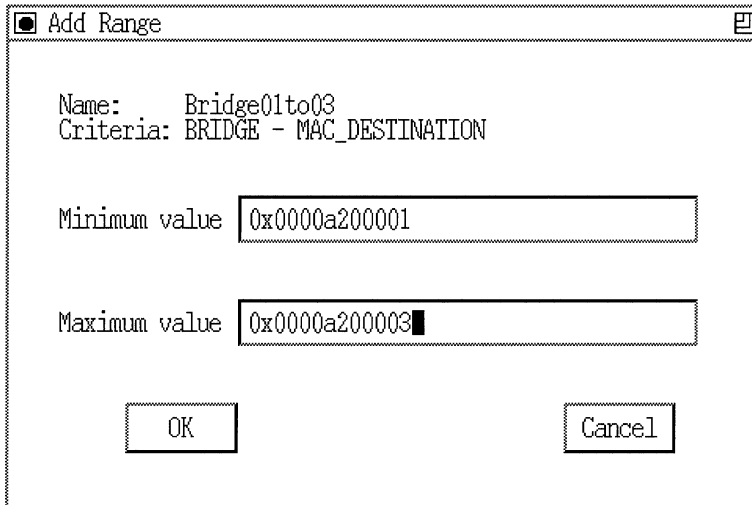 Add Range
Name: Bridge01to03
Criteria: BRIDGE - MAC_DESTINATION
Minimum value 0x0000a200001
Maximum value 0x0000a200003
OK Cancel